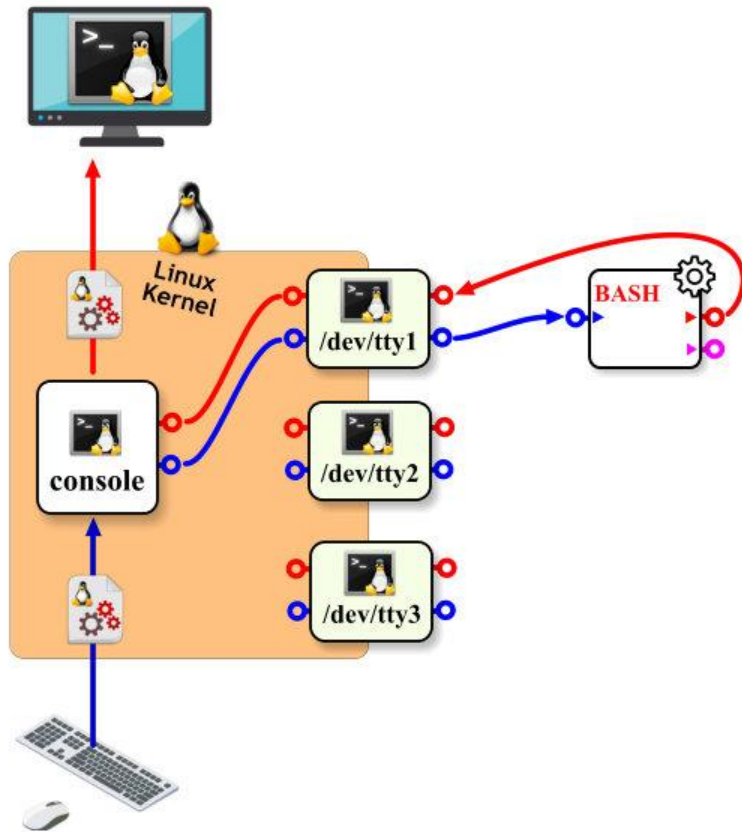 >_
Linux
Kernel
>_
/dev/tty1
BASH
>_
console
>_
/dev/tty2
>_
/dev/tty3